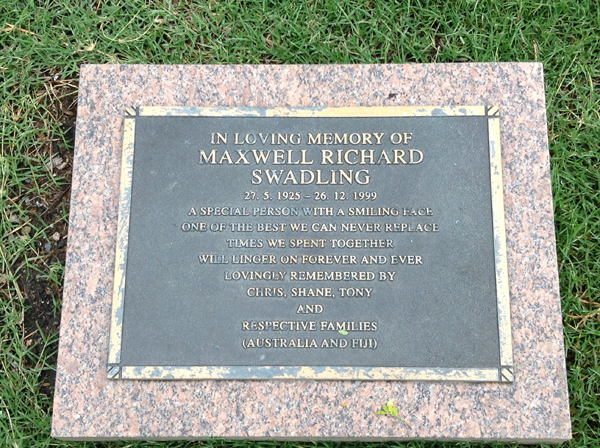 IN LOVING MEMORY OF
MAXWELL RICHARD
SWADLING
27. 5. 1925 - 26. 12. 1999
A SPECIAL PERSON WITH A SMILING FACE
ONE OF THE BEST WE CAN NEVER REPLACE
TIMES WE SPENT TOGETHER
WILL LINGER ON FOREVER AND EVER
LOVINGLY REMEMBERED BY
CHRIS, SHANE, TONY
AND
RESPECTIVE FAMILIES
(AUSTRALIA AND FIJI)